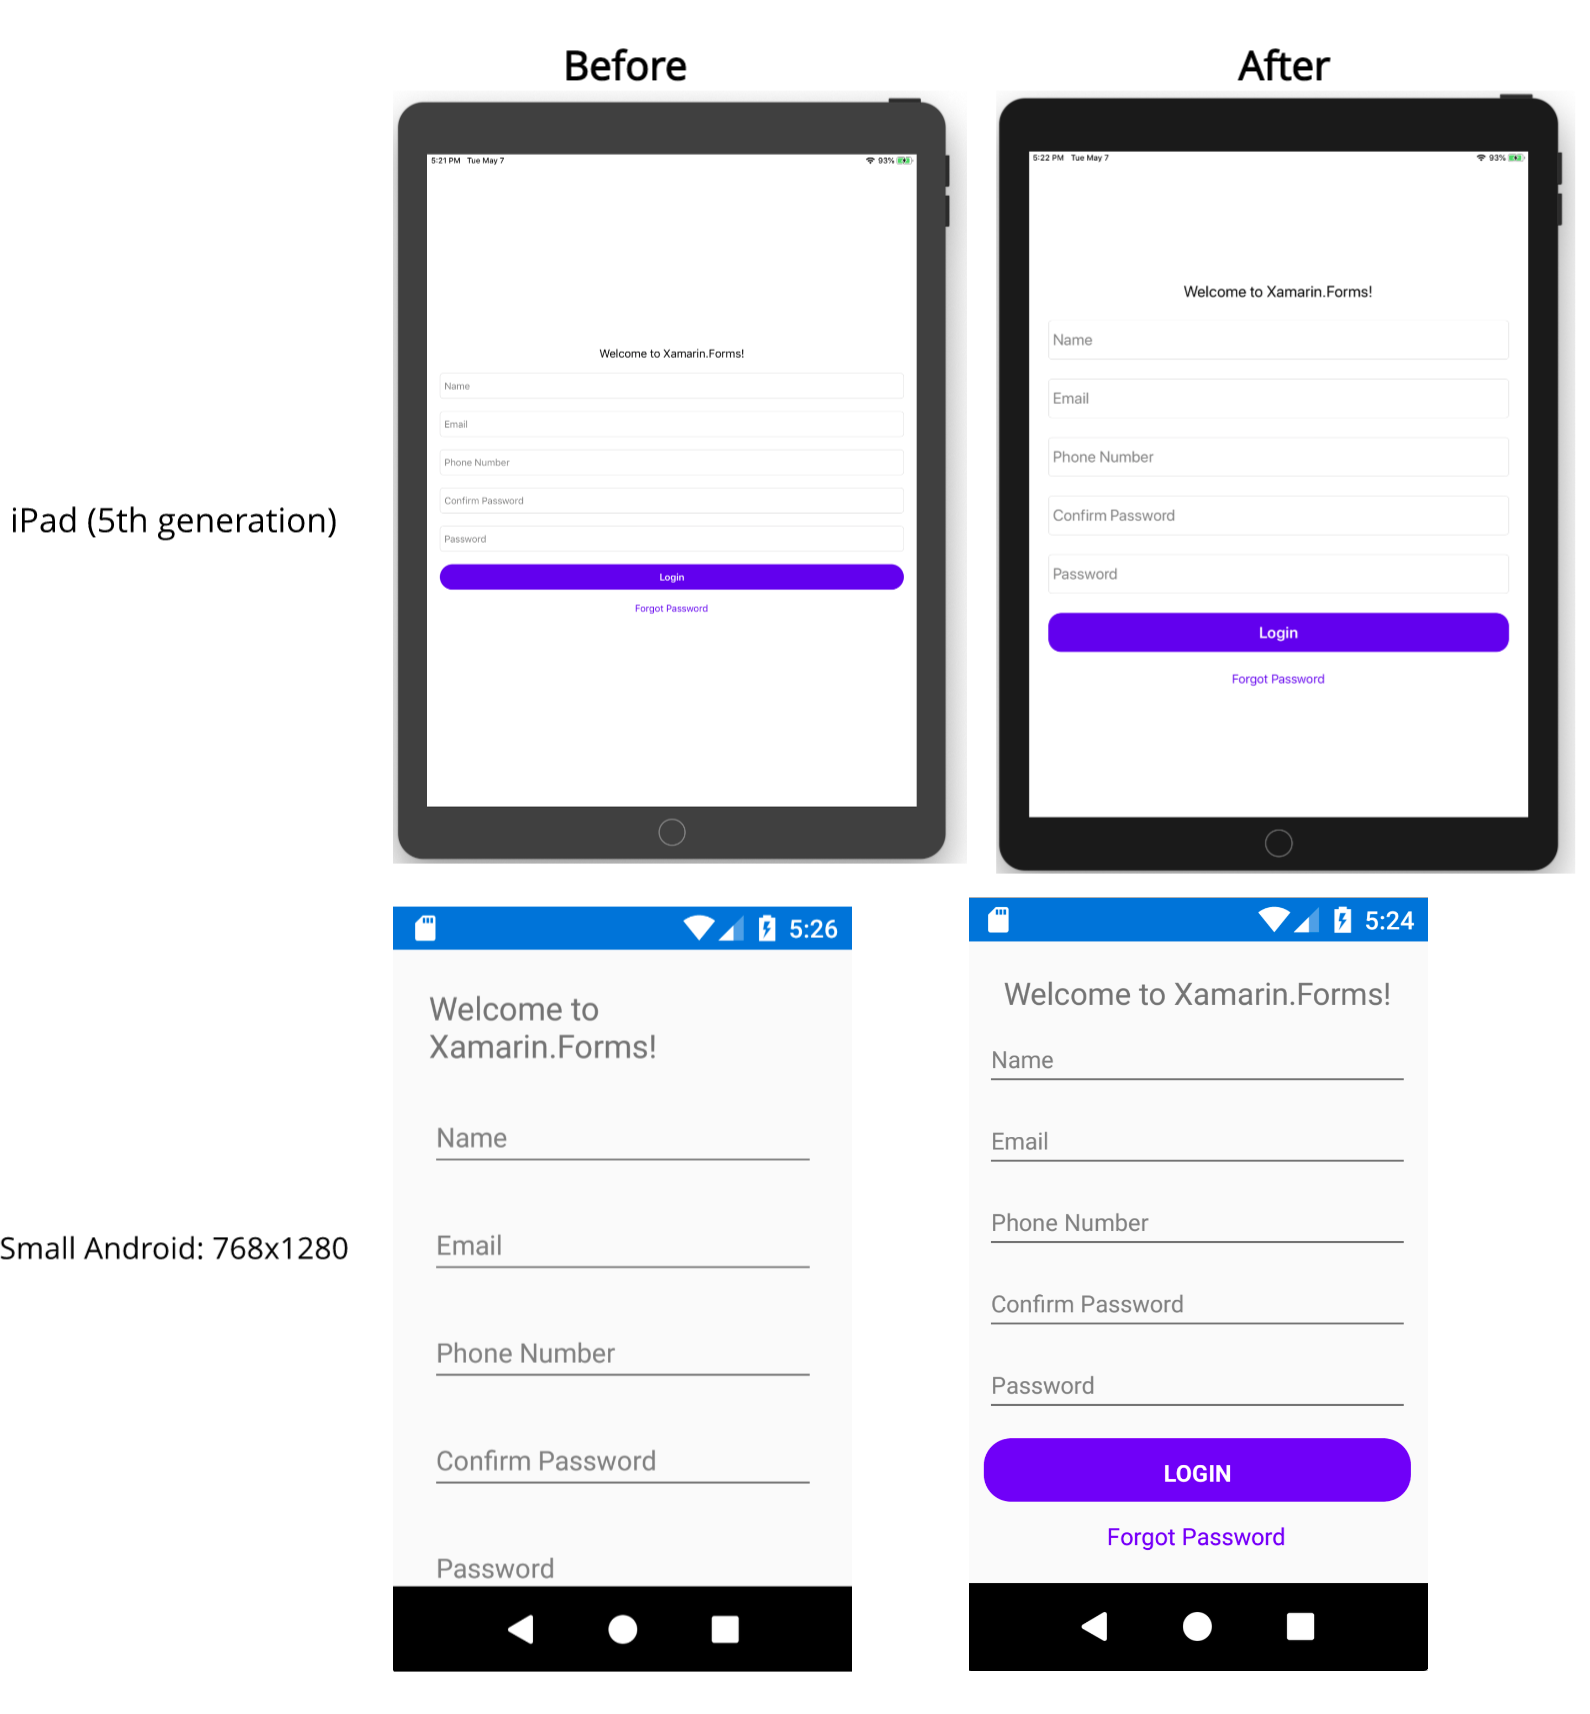 Before
After
5:21 PM Tue May 7
93%
Welcome to Xamarin.Forms!
Name
Email
Phone Number
Confirm Password
Password
Login
Forgot Password
5:22 PM Tue May 7
93%
Welcome to Xamarin.Forms!
Name
Email
Phone Number
Confirm Password
Password
Login
Forgot Password
iPad (5th generation)
5:26
Welcome to
Xamarin.Forms!
Name
Email
Phone Number
Confirm Password
Password
5:24
Welcome to Xamarin.Forms!
Name
Email
Phone Number
Confirm Password
Password
LOGIN
Forgot Password
Small Android: 768x1280